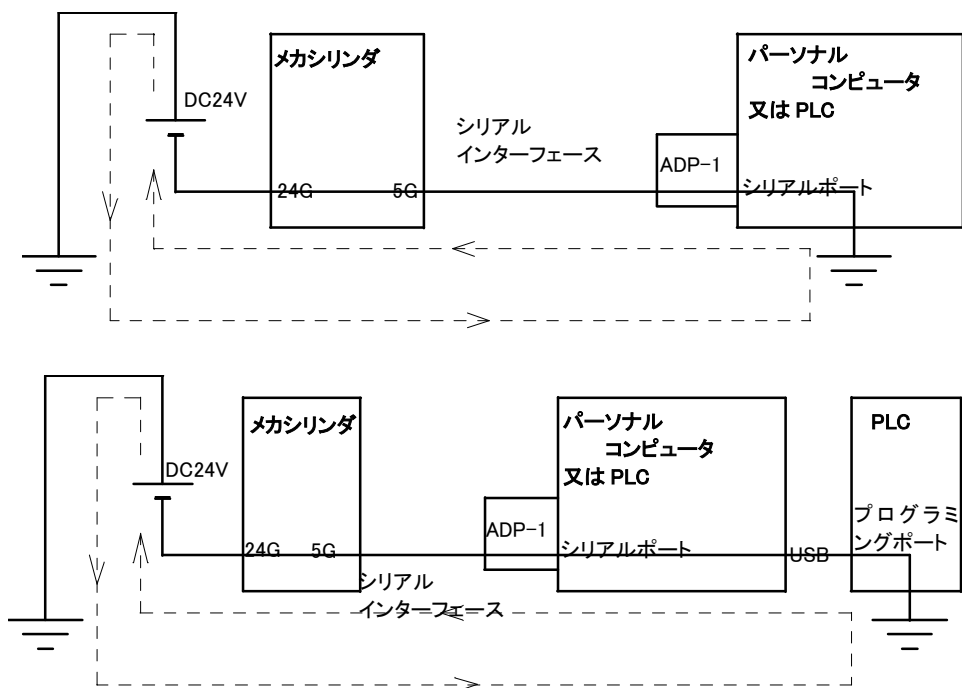 メカシリンダ
パーソナル
コンピュータ
又は PLC
DC24V
シリアル
インターフェース
ADP-1
24G
5G
シリアルポート
メカシリンダ
パーソナル
コンピュータ
又は PLC
PLC
DC24V
ADP-1
プログラミ
ングポート
24G
5G
シリアルポート
USB
シリアル
インターフェース